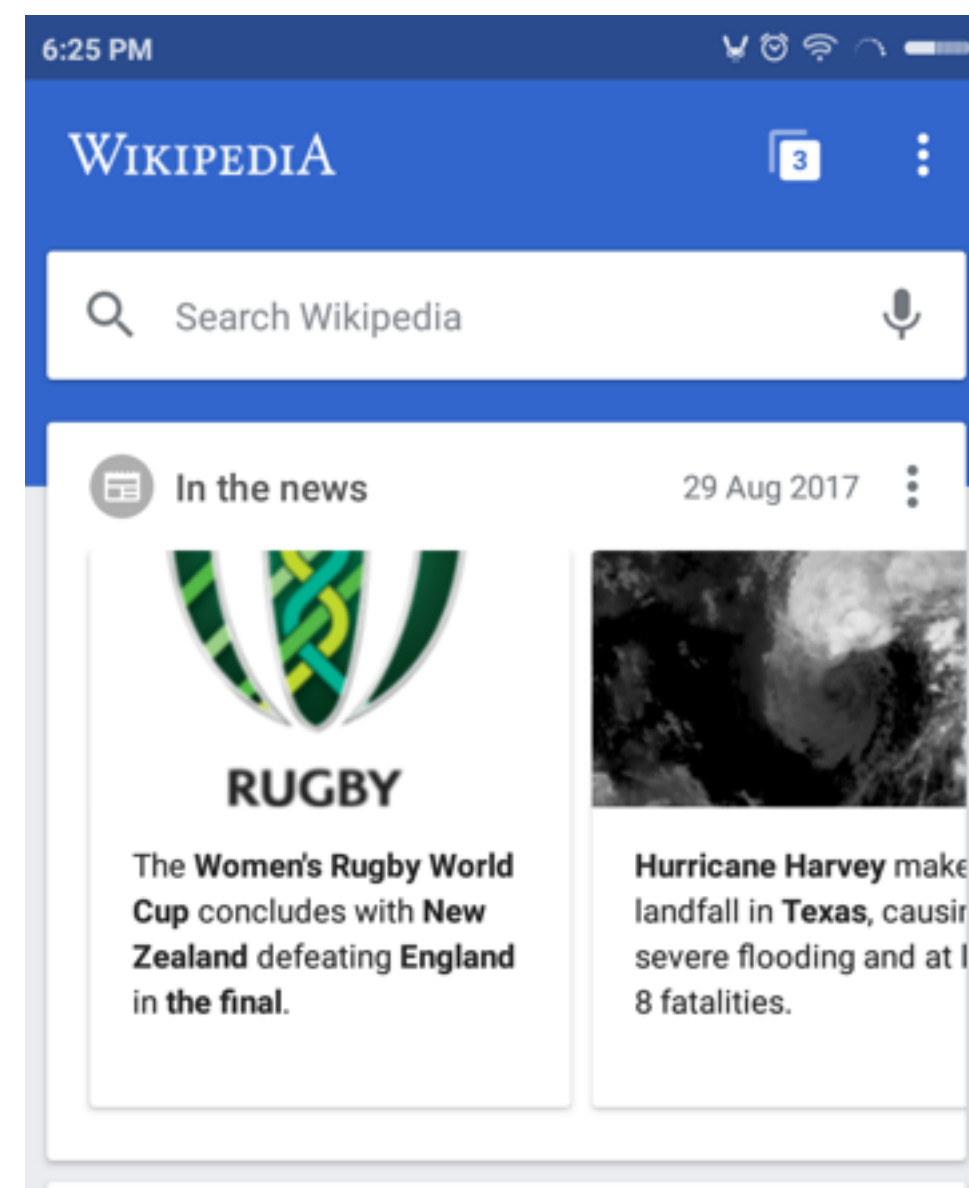 6:25 PM
WIKIPEDIA
3
Search Wikipedia
In the news
29 Aug 2017
RUGBY
The Women's Rugby World
Cup concludes with New
Zealand defeating England
in the final.
Hurricane Harvey make
landfall in Texas, causin
severe flooding and at l
8 fatalities.